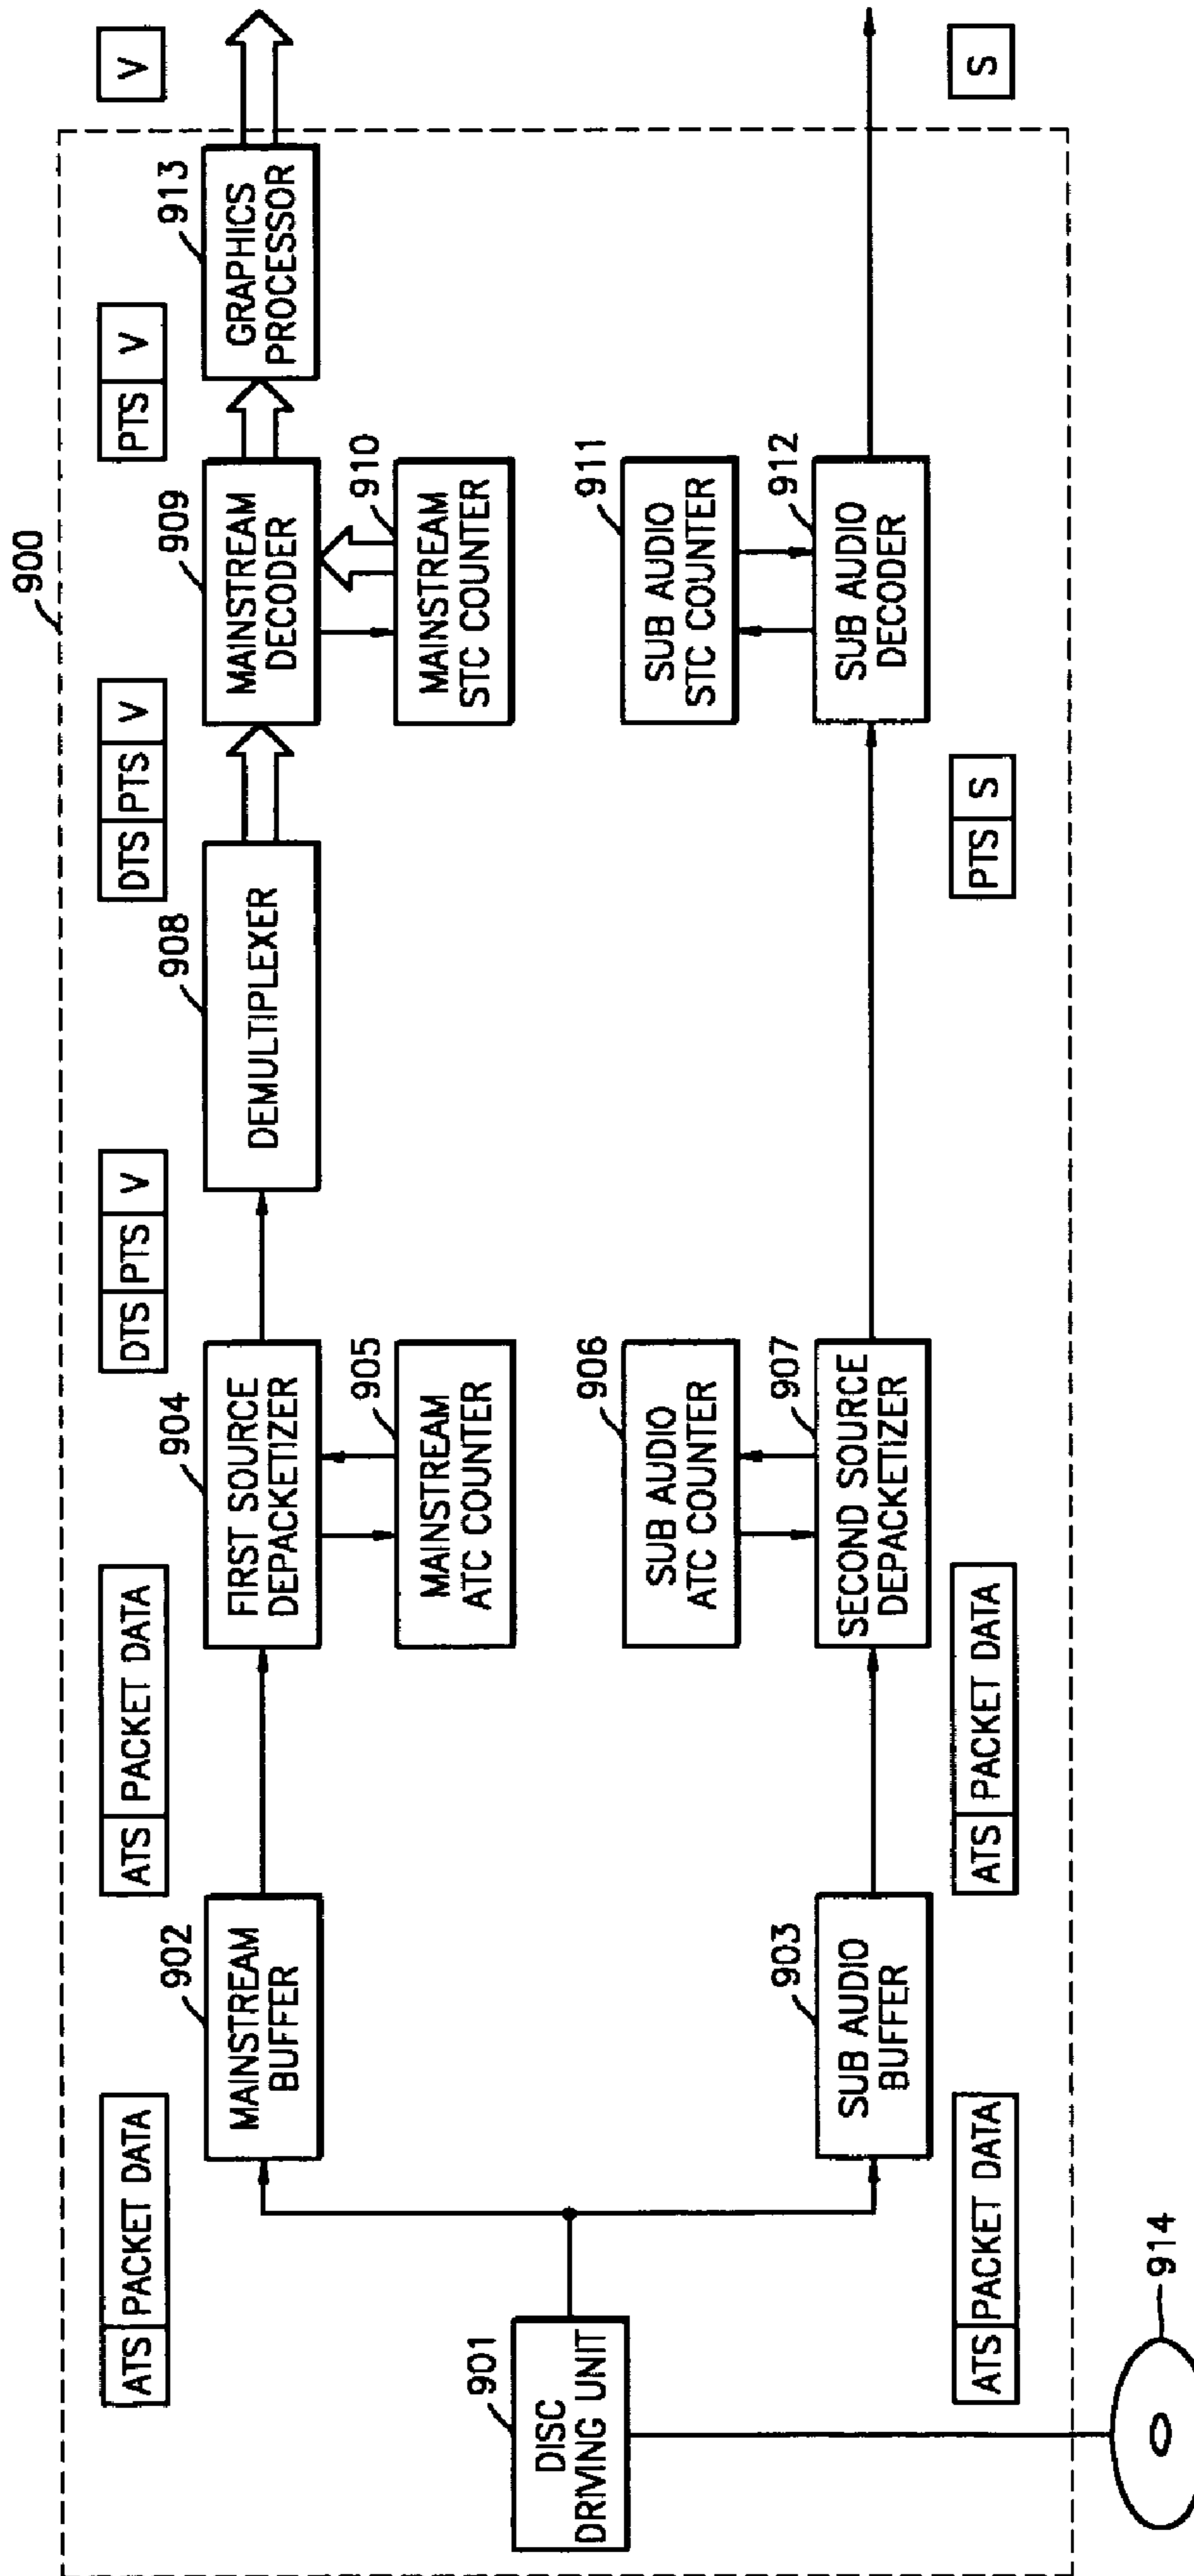 900
ATS PACKET DATA
ATS PACKET DATA
DTS PTS V
DTS PTS V
PTS V
V
902
MAINSTREAM
BUFFER
904
FIRST SOURCE
DEPACKETIZER
908
DEMULTIPLEXER
909
MAINSTREAM
DECODER
913
GRAPHICS
PROCESSOR
905
MAINSTREAM
ATC COUNTER
910
MAINSTREAM
STC COUNTER
901
DISC
DRIVING UNIT
906
SUB AUDIO
ATC COUNTER
911
SUB AUDIO
STC COUNTER
903
SUB AUDIO
BUFFER
907
SECOND SOURCE
DEPACKETIZER
912
SUB AUDIO
DECODER
ATS PACKET DATA
ATS PACKET DATA
PTS S
S
914